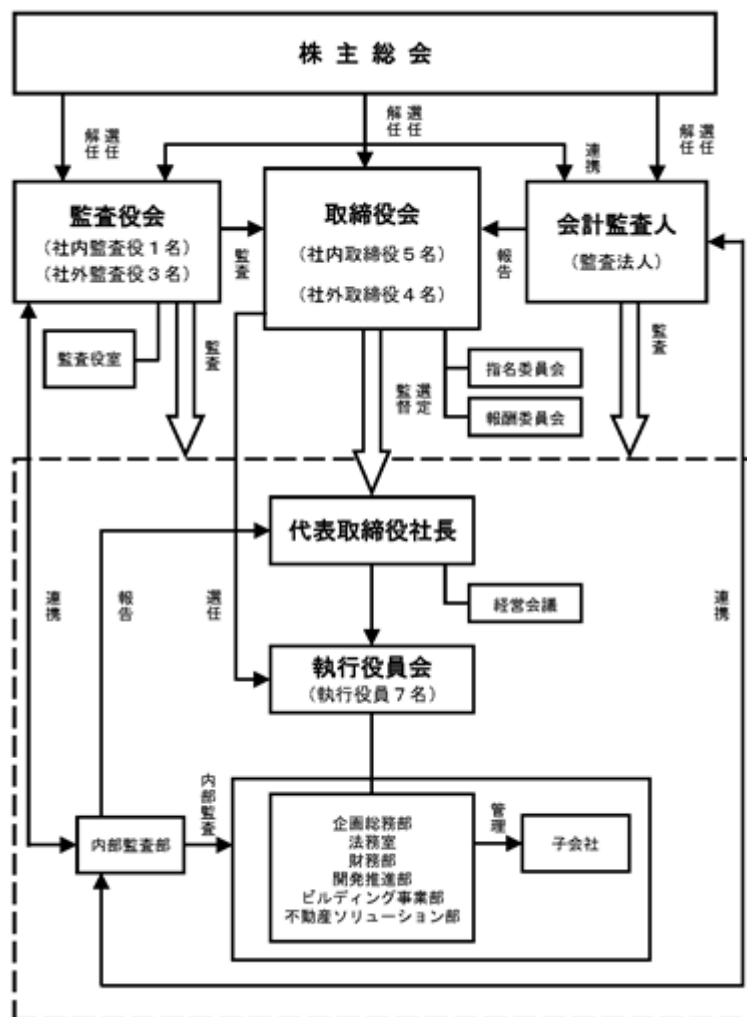 株主総会
選任
解任
選任
解任
選任
解任
連携
監査役会
(社内監査役1名)
(社外監査役3名)
監査
取締役会
(社内取締役5名)
(社外取締役4名)
報告
会計監査人
(監査法人)
監査役室
監査
選定
監督
指名委員会
報酬委員会
監査
代表取締役社長
経営会議
連携
報告
選任
連携
執行役員会
(執行役員7名)
内部監査部
内部監査
企画総務部
法務室
財務部
開発推進部
ビルディング事業部
不動産ソリューション部
管理
子会社